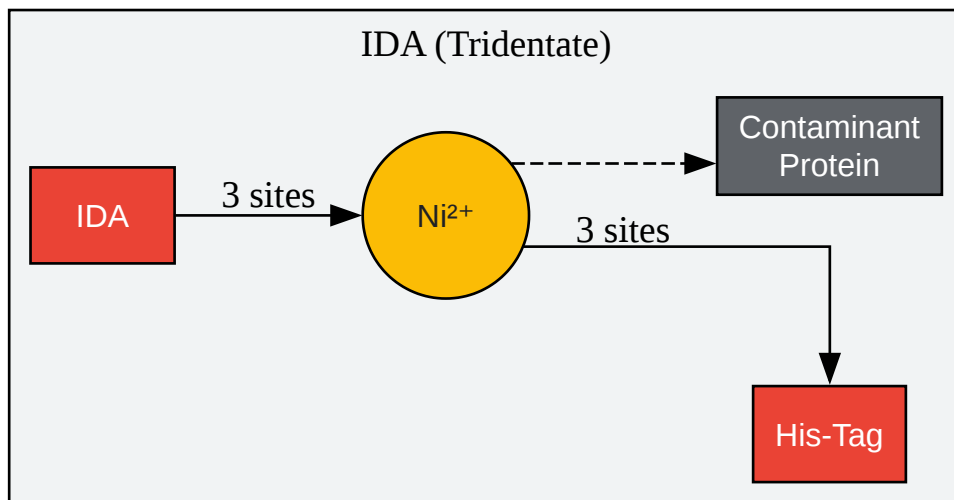 IDA (Tridentate)
Contaminant
Protein
IDA
3 sites
Ni²⁺
3 sites
His-Tag